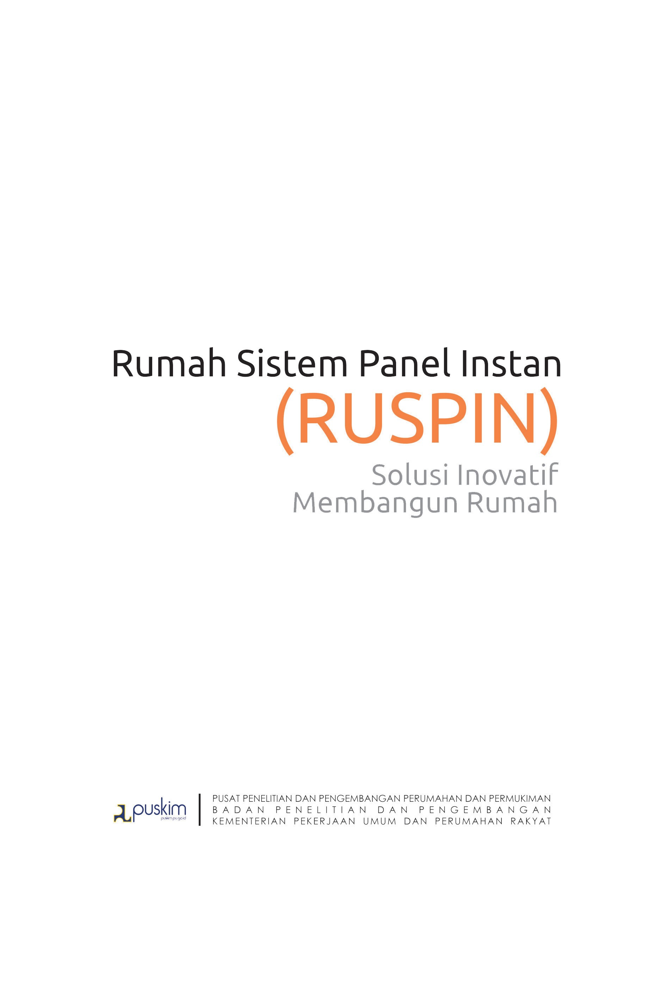 Rumah Sistem Panel Instan
(RUSPIN)
Solusi Inovatif
Membangun Rumah
puskim
puskim.pu.go.id
PUSAT PENELITIAN DAN PENGEMBANGAN PERUMAHAN DAN PERMUKIMAN
BADAN PENELITIAN DAN PENGEMBANGAN
KEMENTERIAN PEKERJAAN UMUM DAN PERUMAHAN RAKYAT